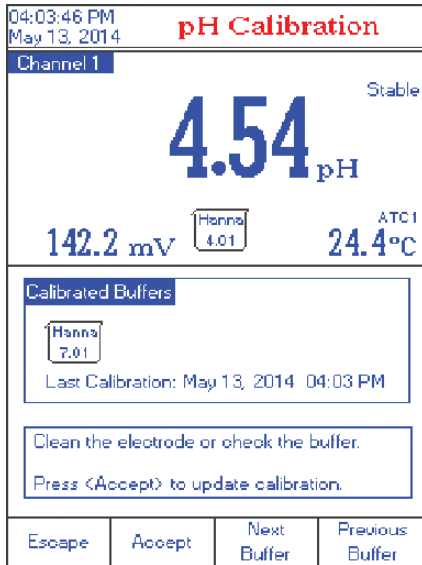 04:03:46 PM
May 13, 2014
pH Calibration
Channel 1
Stable
4.54 pH
142.2 mV
Hanna
4.01
ATC1
24.4°C
Calibrated Buffers
Hanna
7.01
Last Calibration: May 13, 2014 04:03 PM
Clean the electrode or check the buffer.
Press <Accept> to update calibration.
Escape
Accept
Next
Buffer
Previous
Buffer